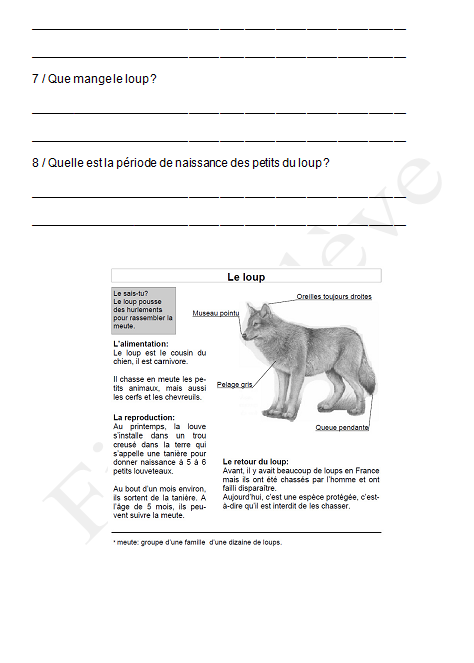 7 / Que mange le loup ?
8 / Quelle est la période de naissance des petits du loup ?
Le loup
Le sais-tu?
Le loup pousse
des hurlements
pour rassembler la
meute.
Oreilles toujours droites
Museau pointu
Pelage gris
Queue pendante
L'alimentation:
Le loup est le cousin du
chien, il est carnivore.
Il chasse en meute les pe-
tits animaux, mais aussi
les cerfs et les chevreuils.
La reproduction:
Au printemps, la louve
s'installe dans un trou
creusé dans la terre qui
s'appelle une tanière pour
donner naissance à 5 à 6
petits louveteaux.
Au bout d'un mois environ,
ils sortent de la tanière. A
l'âge de 5 mois, ils peu-
vent suivre la meute.
Le retour du loup:
Avant, il y avait beaucoup de loups en France
mais ils ont été chassés par l'homme et ont
failli disparaître.
Aujourd'hui, c'est une espèce protégée, c'est-
à-dire qu'il est interdit de les chasser.
* meute: groupe d'une famille d'une dizaine de loups.